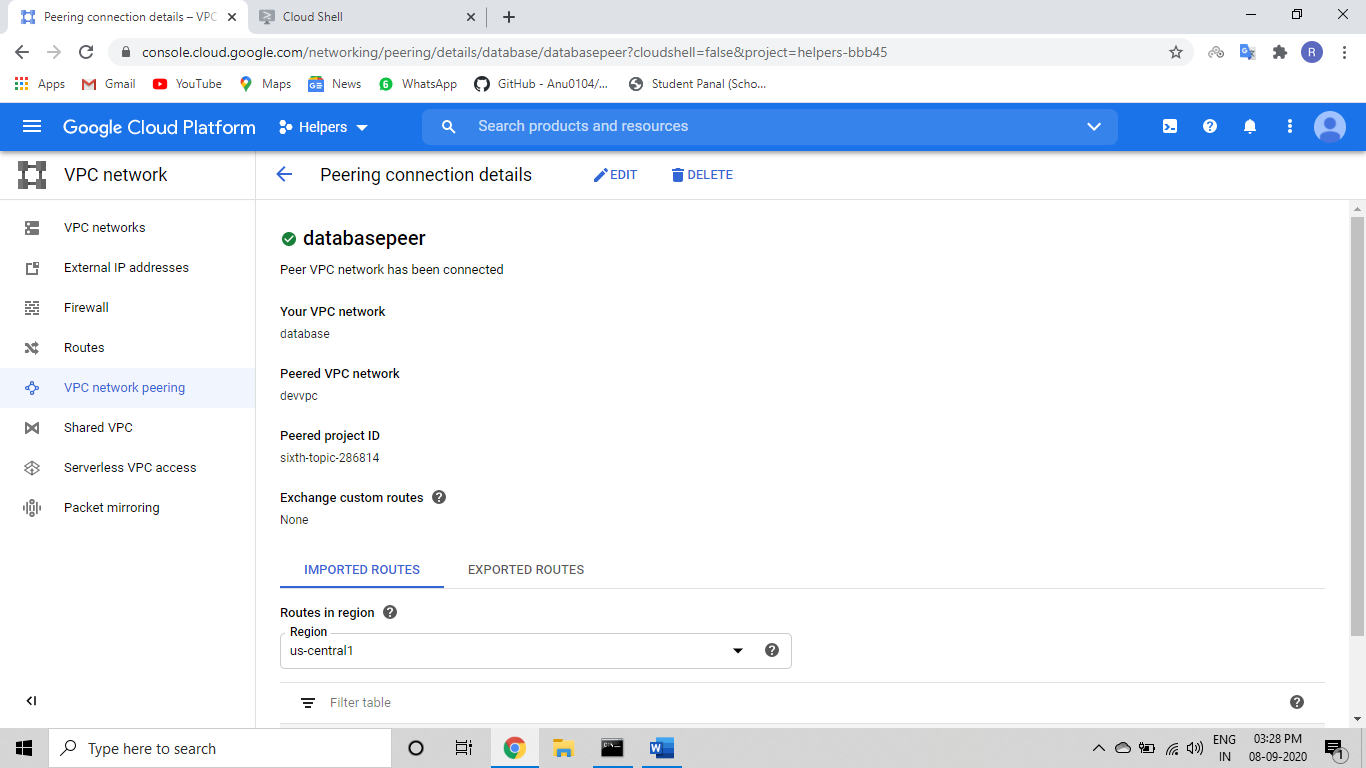 Peering connection details – VPC
Cloud Shell
console.cloud.google.com/networking/peering/details/database/databasepeer?cloudshell=false&project=helpers-bbb45
R
Apps
Gmail
YouTube
Maps
News
6
WhatsApp
GitHub - Anu0104/...
Student Panal (Scho...
Google Cloud Platform
Helpers
Search products and resources
VPC network
Peering connection details
EDIT
DELETE
VPC networks
External IP addresses
Firewall
Routes
VPC network peering
Shared VPC
Serverless VPC access
Packet mirroring
databasepeer
Peer VPC network has been connected
Your VPC network
database
Peered VPC network
devvpc
Peered project ID
sixth-topic-286814
Exchange custom routes
None
IMPORTED ROUTES
EXPORTED ROUTES
Routes in region
Region
us-central1
Filter table
Type here to search
ENG
IN
03:28 PM
08-09-2020
1